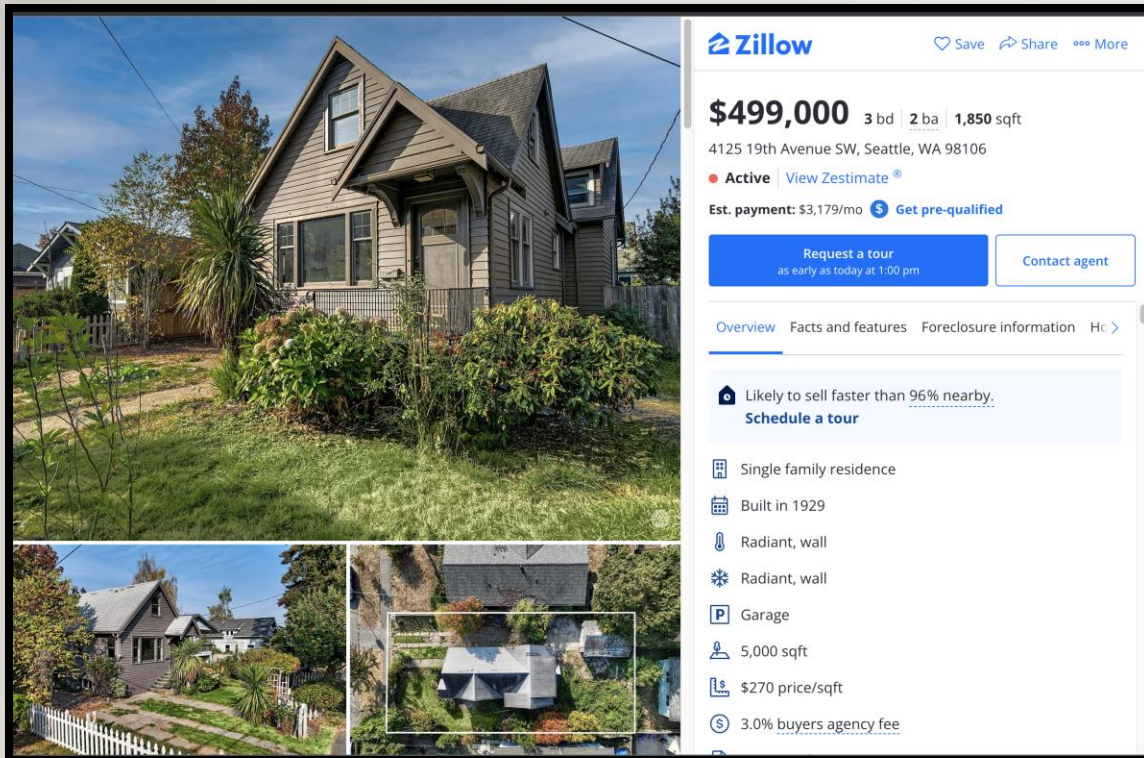 Zillow
Save Share More
$499,000 3 bd 2 ba 1,850 sqft
4125 19th Avenue SW, Seattle, WA 98106
Active View Zestimate ®
Est. payment: $3,179/mo $ Get pre-qualified
Request a tour
as early as today at 1:00 pm
Contact agent
Overview Facts and features Foreclosure information Ho
Likely to sell faster than 96% nearby.
Schedule a tour
Single family residence
Built in 1929
Radiant, wall
Radiant, wall
P Garage
5,000 sqft
$ $270 price/sqft
$ 3.0% buyers agency fee